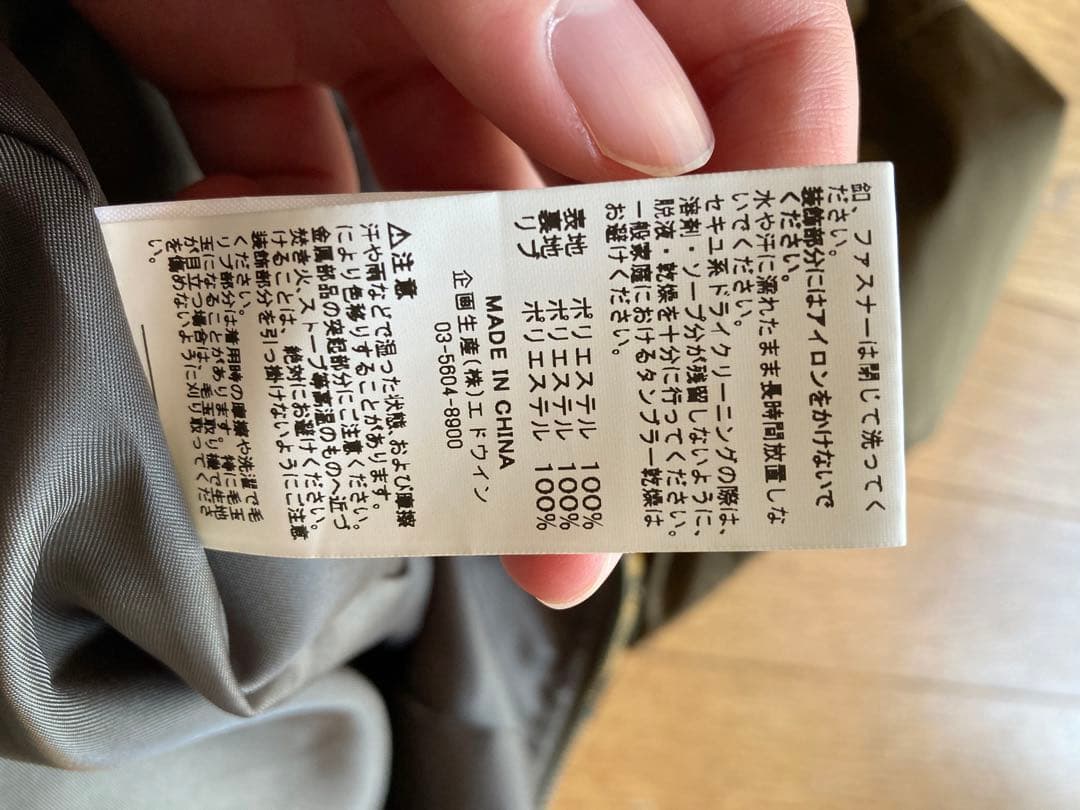 釦、ファスナーは閉じて洗ってく
ださい。
装飾部分にはアイロンをかけないで
ください。
水や汗に濡れたまま長時間放置しな
いでください。
セキユ系ドライクリーニングの際は、
溶剤・ソープ分が残留しないように、
脱液・乾燥を十分に行ってください。
一般家庭におけるタンブラー乾燥は
お避けください。
表地 ポリエステル 100%
裏地 ポリエステル 100%
リブ ポリエステル 100%
MADE IN CHINA
企画生産(株)エドウイン
03-5604-8900
⚠注意
汗や雨などで湿った状態、および摩擦
により色移りすることがあります。
金属部品の突起部分にご注意ください。
焚き火、ストーブ等高温のものへ近づ
けることは、絶対にお避けください。
装飾部分を引っ掛けないようにご注意
ください。
リブ部分は着用時の摩擦や洗濯で毛
玉になることがあります。特に毛玉
が目立つ場合は、毛玉取り機で生地
を傷めないように刈り取ってくださ
い。